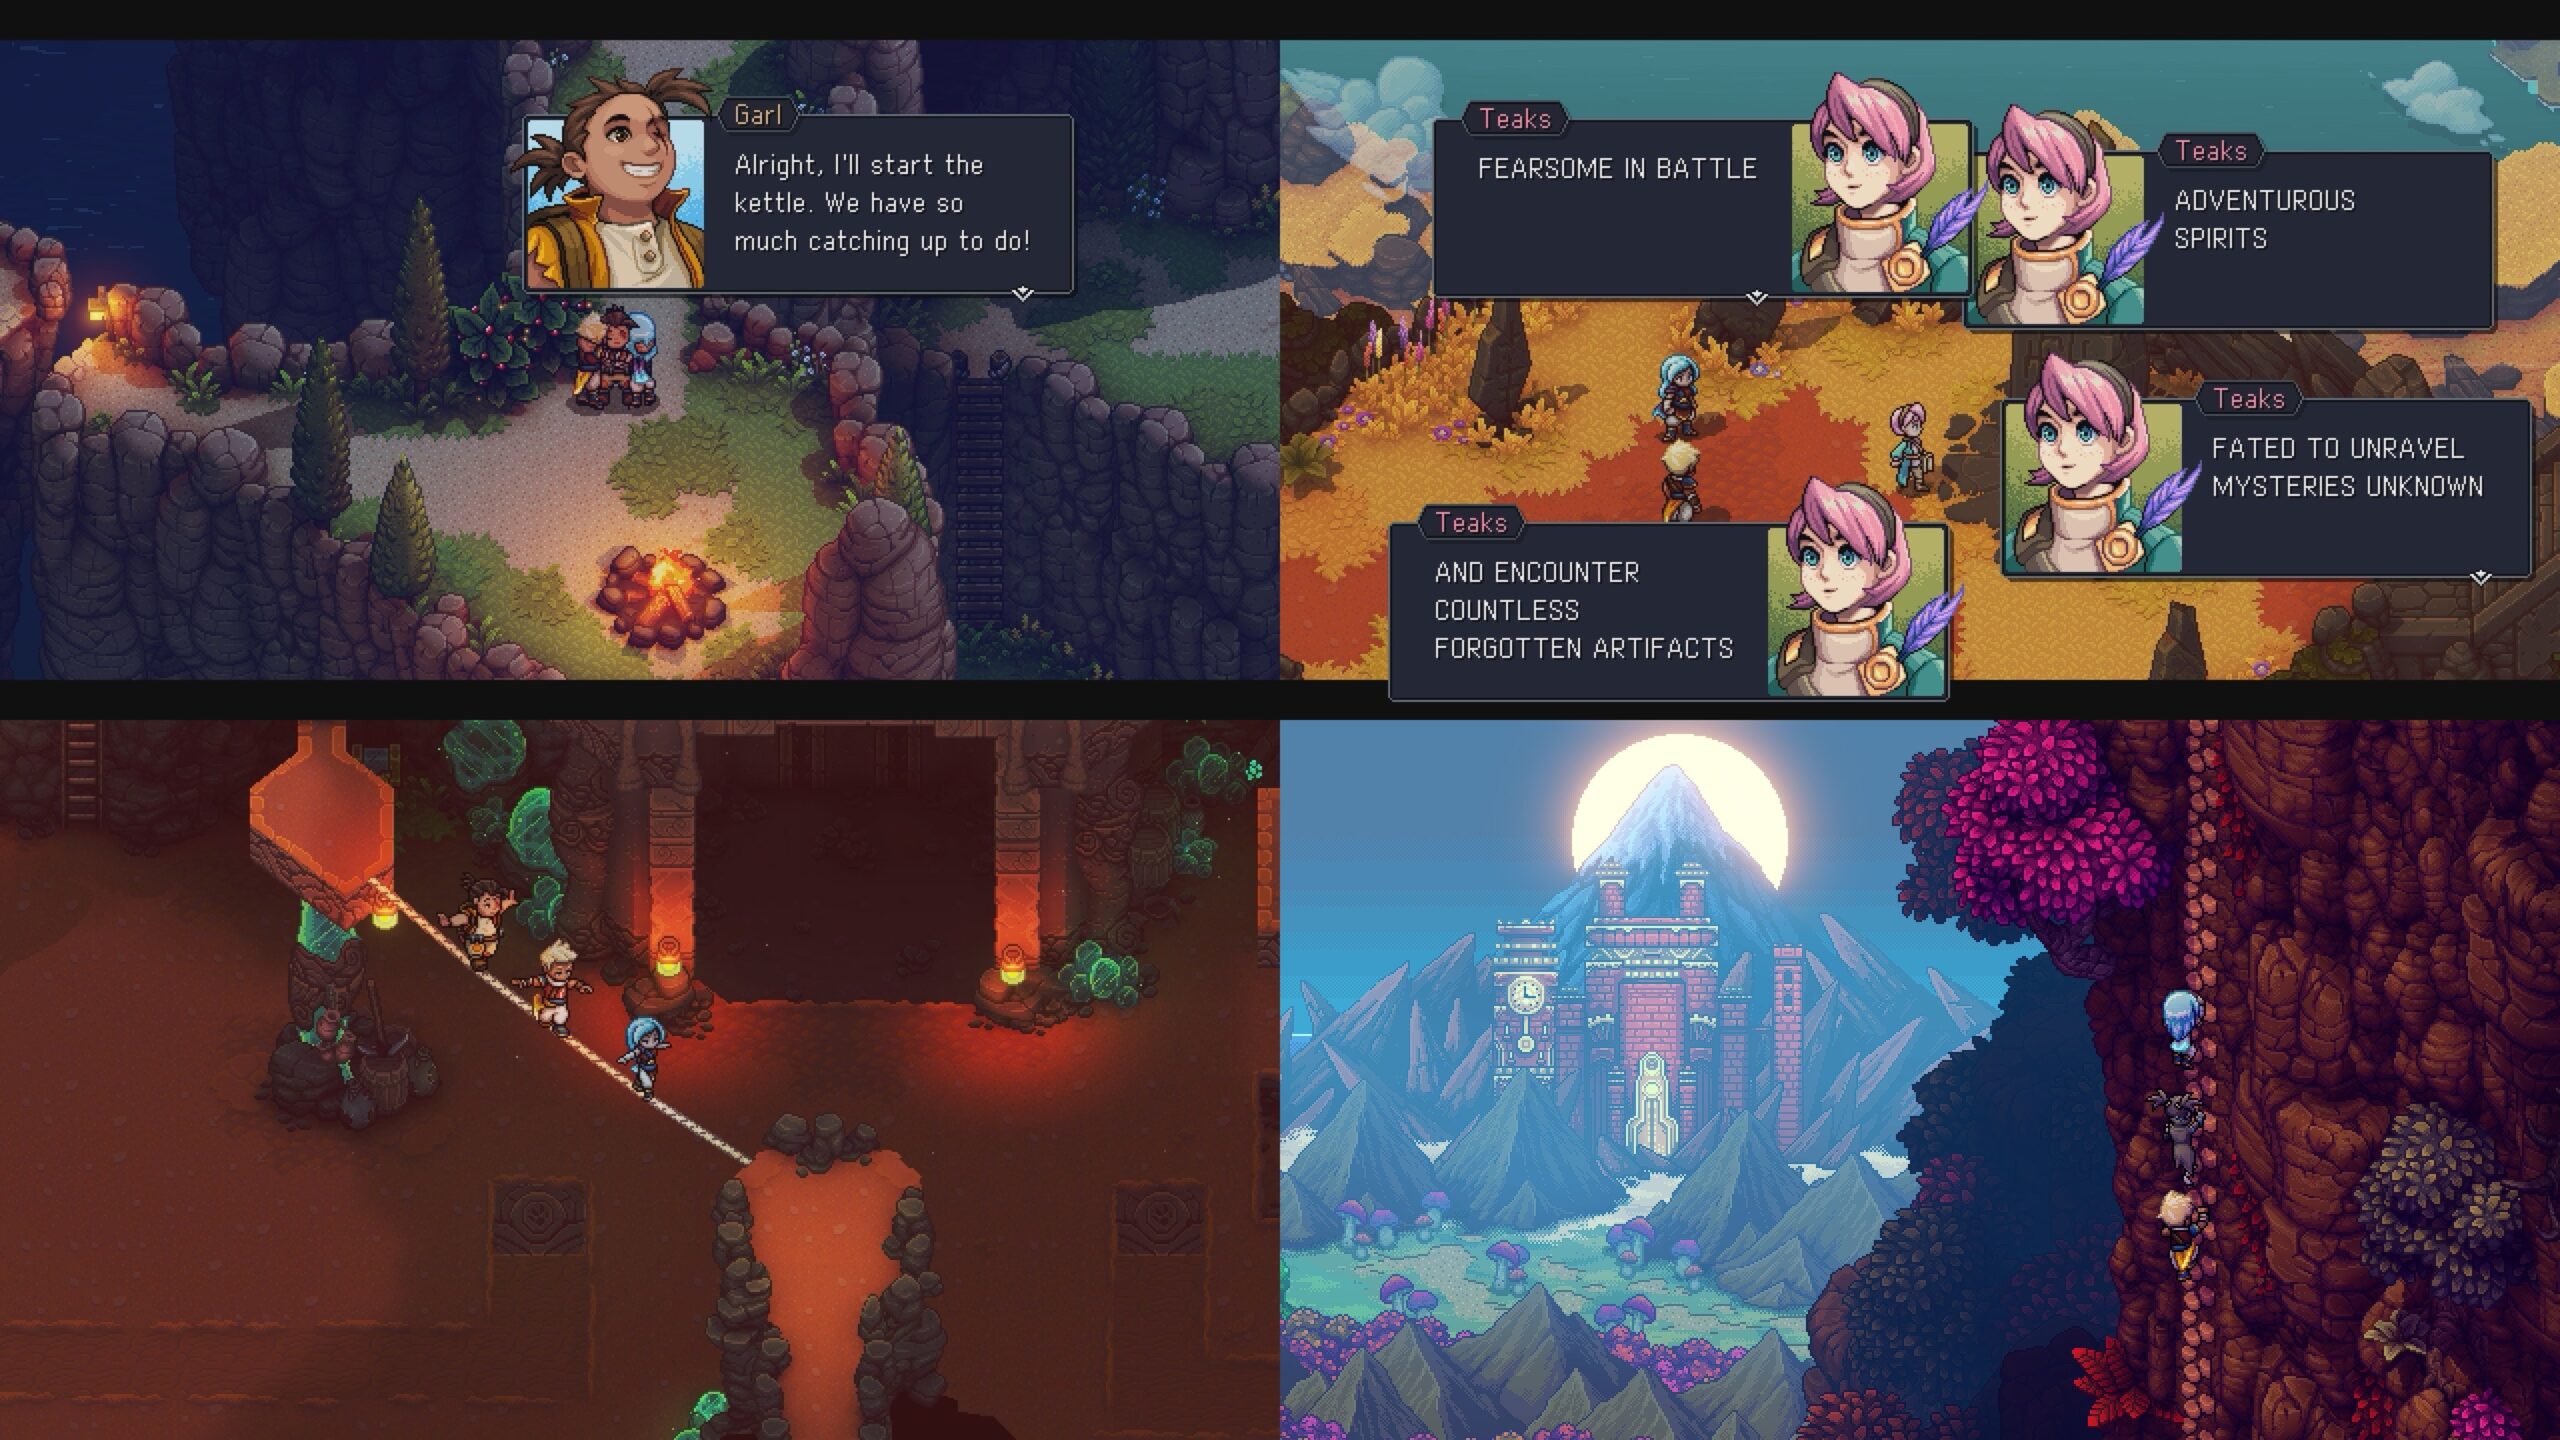 Garl
Alright, I'll start the
kettle. We have so
much catching up to do!
Teaks
FEARSOME IN BATTLE
Teaks
ADVENTUROUS
SPIRITS
Teaks
FATED TO UNRAVEL
MYSTERIES UNKNOWN
Teaks
AND ENCOUNTER
COUNTLESS
FORGOTTEN ARTIFACTS